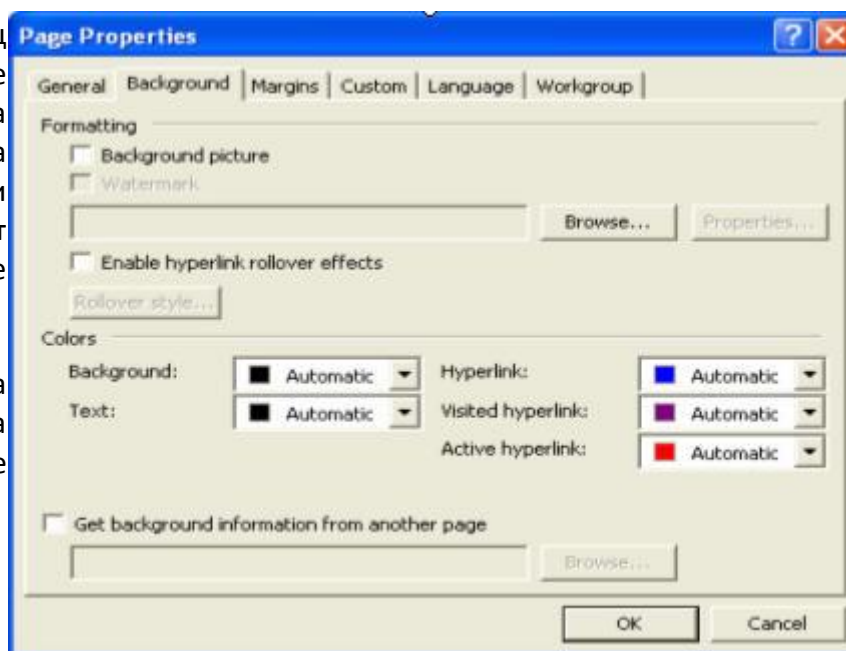 Page Properties
General Background Margins Custom Language Workgroup
Formatting
Background picture
Watermark
Browse... Properties...
Enable hyperlink rollover effects
Rollover style...
Colors
Background: Automatic Hyperlink: Automatic
Text: Automatic Visited hyperlink: Automatic
Active hyperlink: Automatic
Get background information from another page
Browse...
OK Cancel